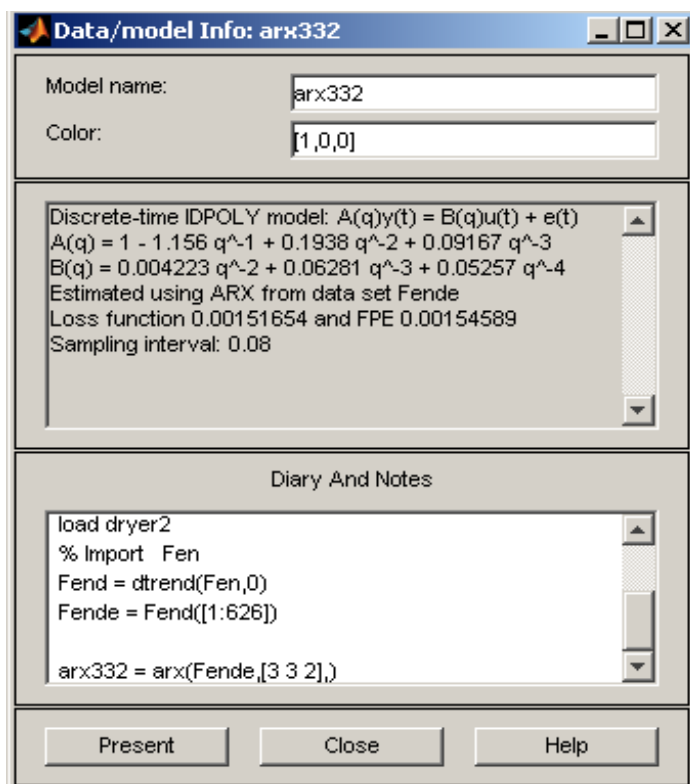 Data/model Info: arx332
Model name:
arx332
Color:
[1,0,0]
Discrete-time IDPOLY model: A(q)y(t) = B(q)u(t) + e(t)
A(q) = 1 - 1.156 q^-1 + 0.1938 q^-2 + 0.09167 q^-3
B(q) = 0.004223 q^-2 + 0.06281 q^-3 + 0.05257 q^-4
Estimated using ARX from data set Fende
Loss function 0.00151654 and FPE 0.00154589
Sampling interval: 0.08
Diary And Notes
load dryer2
% Import   Fen
Fend = dtrend(Fen,0)
Fende = Fend([1:626])
arx332 = arx(Fende,[3 3 2],)
Present
Close
Help